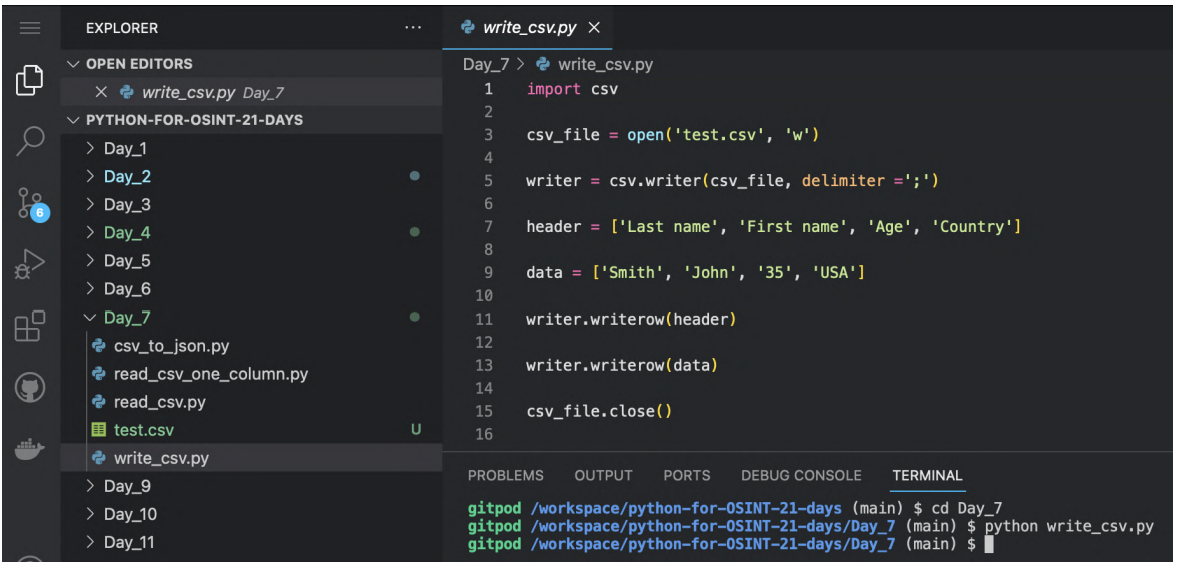 EXPLORER
OPEN EDITORS
write_csv.py Day_7
PYTHON-FOR-OSINT-21-DAYS
Day_1
Day_2
Day_3
Day_4
Day_5
Day_6
Day_7
csv_to_json.py
read_csv_one_column.py
read_csv.py
test.csv U
write_csv.py
Day_9
Day_10
Day_11
6
write_csv.py
Day_7 > write_csv.py
1 import csv
2
3 csv_file = open('test.csv', 'w')
4
5 writer = csv.writer(csv_file, delimiter =';')
6
7 header = ['Last name', 'First name', 'Age', 'Country']
8
9 data = ['Smith', 'John', '35', 'USA']
10
11 writer.writerow(header)
12
13 writer.writerow(data)
14
15 csv_file.close()
16
PROBLEMS OUTPUT PORTS DEBUG CONSOLE TERMINAL
gitpod /workspace/python-for-OSINT-21-days (main) $ cd Day_7
gitpod /workspace/python-for-OSINT-21-days/Day_7 (main) $ python write_csv.py
gitpod /workspace/python-for-OSINT-21-days/Day_7 (main) $